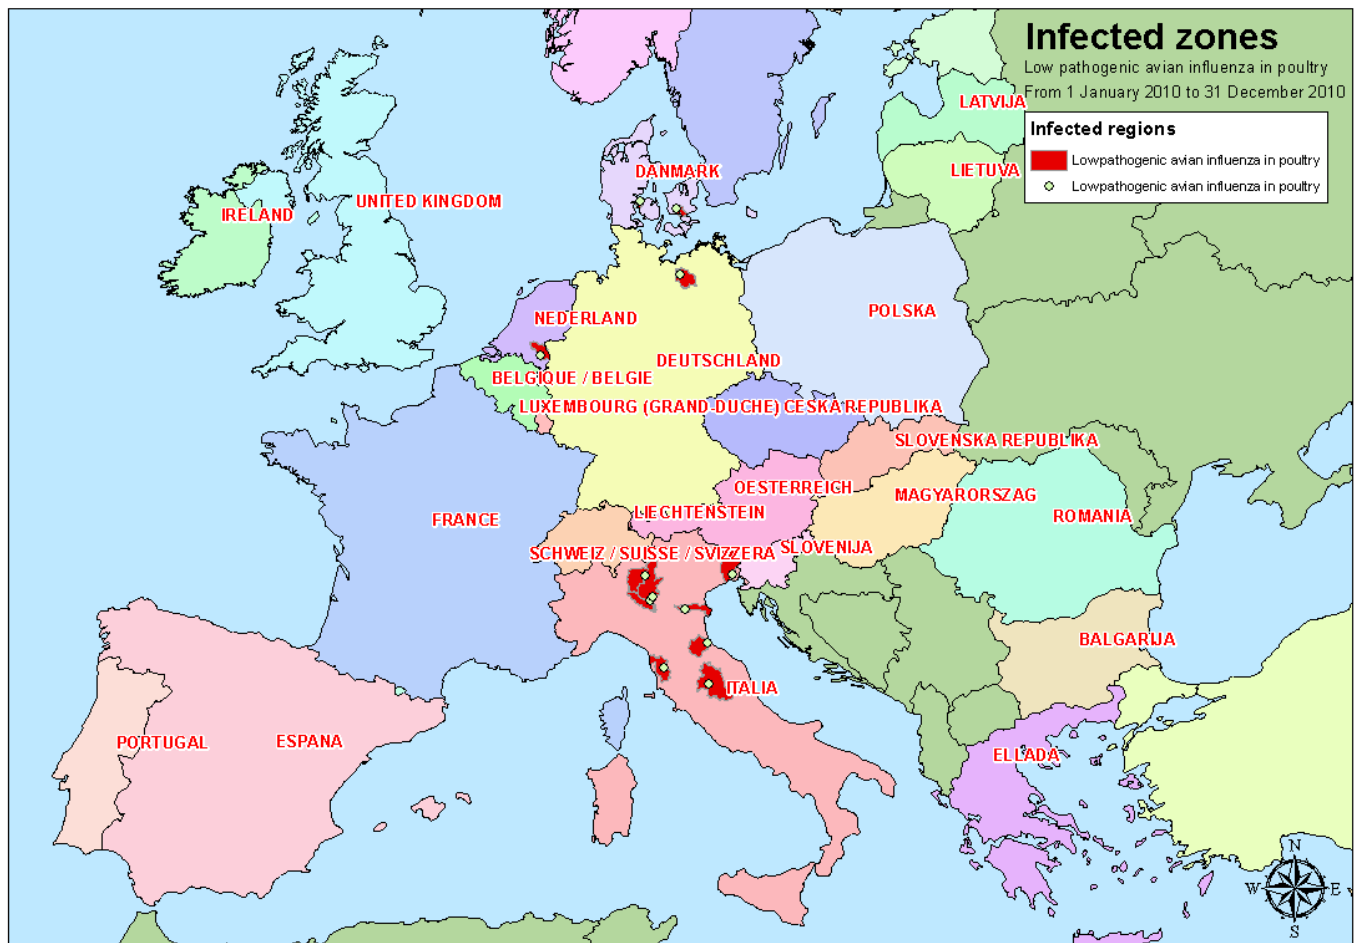 Infected zones
Low pathogenic avian influenza in poultry
From 1 January 2010 to 31 December 2010
Infected regions
Lowpathogenic avian influenza in poultry
Lowpathogenic avian influenza in poultry
LATVIJA
DANMARK
LIETUVA
UNITED KINGDOM
IRELAND
POLSKA
NEDERLAND
DEUTSCHLAND
BELGIQUE / BELGIE
LUXEMBOURG (GRAND-DUCHE)
CESKA REPUBLIKA
SLOVENSKA REPUBLIKA
OESTERREICH
MAGYARORSZAG
LIECHTENSTEIN
ROMANIA
FRANCE
SCHWEIZ / SUISSE / SVIZZERA
SLOVENIJA
BALGARIJA
ITALIA
PORTUGAL
ESPANA
ELLADA
N
W
E
S